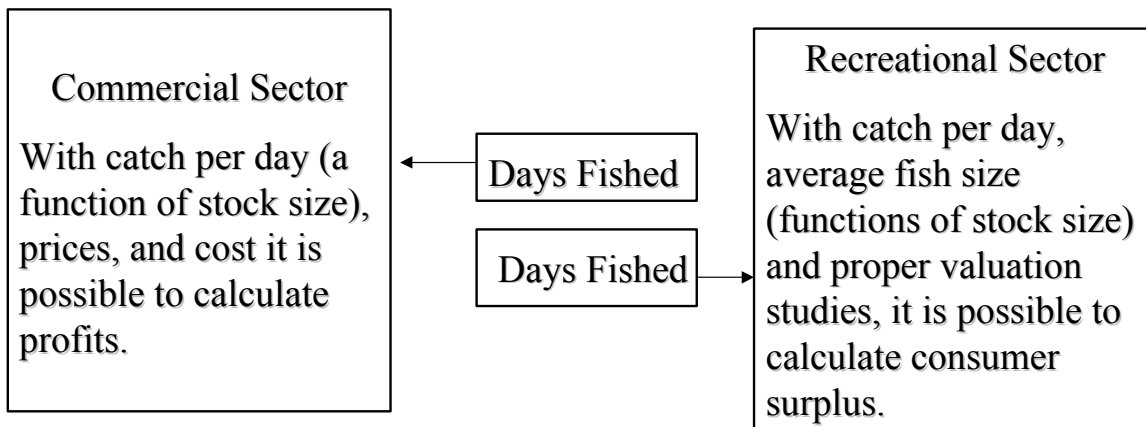 Commercial Sector
With catch per day (a
function of stock size),
prices, and cost it is
possible to calculate
profits.
Days Fished
Days Fished
Recreational Sector
With catch per day,
average fish size
(functions of stock size)
and proper valuation
studies, it is possible to
calculate consumer
surplus.